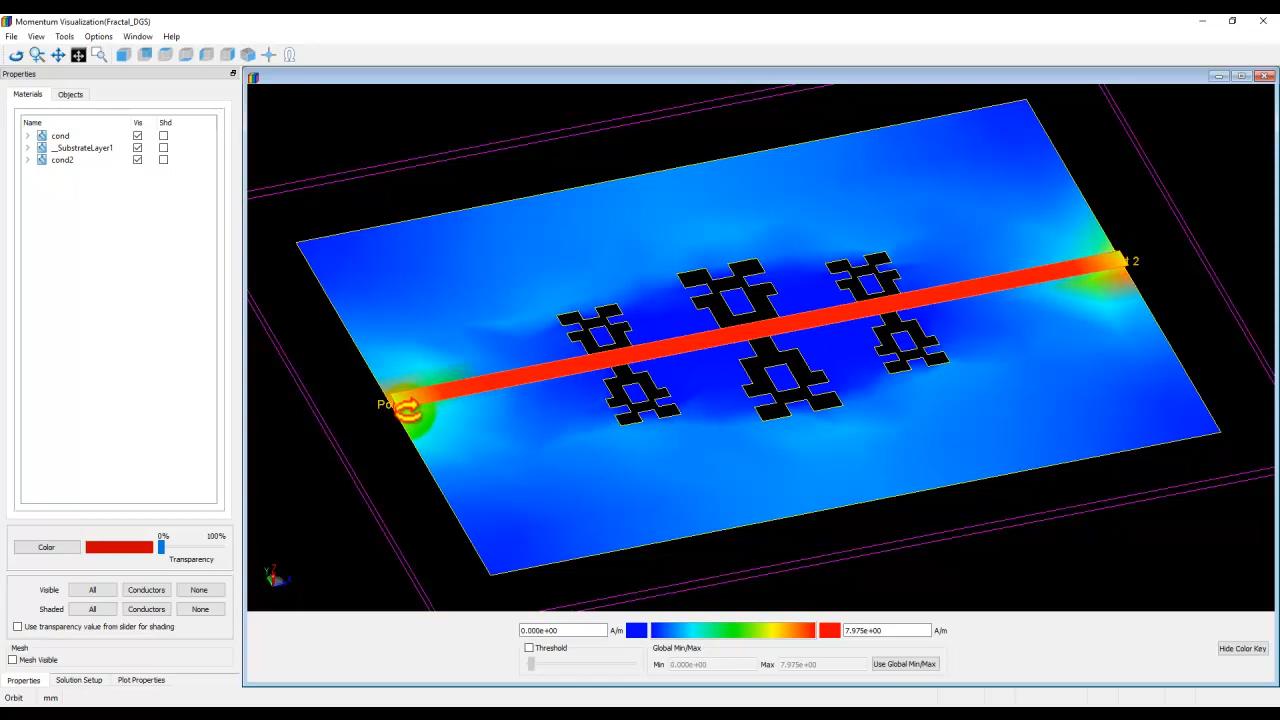 Momentum Visualization(Fractal_DGS)
File View Tools Options Window Help
Properties
Materials Objects
Name Vis Shd
cond
__SubstrateLayer1
cond2
0% 100%
Color
Transparency
Visible All Conductors None
Shaded All Conductors None
Use transparency value from slider for shading
Mesh
Mesh Visible
Properties Solution Setup Plot Properties
Orbit mm
2
Y Z
0.000e+00 A/m 7.975e+00 A/m
Threshold Global Min/Max
Min 0.000e+00 Max 7.975e+00 Use Global Min/Max
Hide Color Key